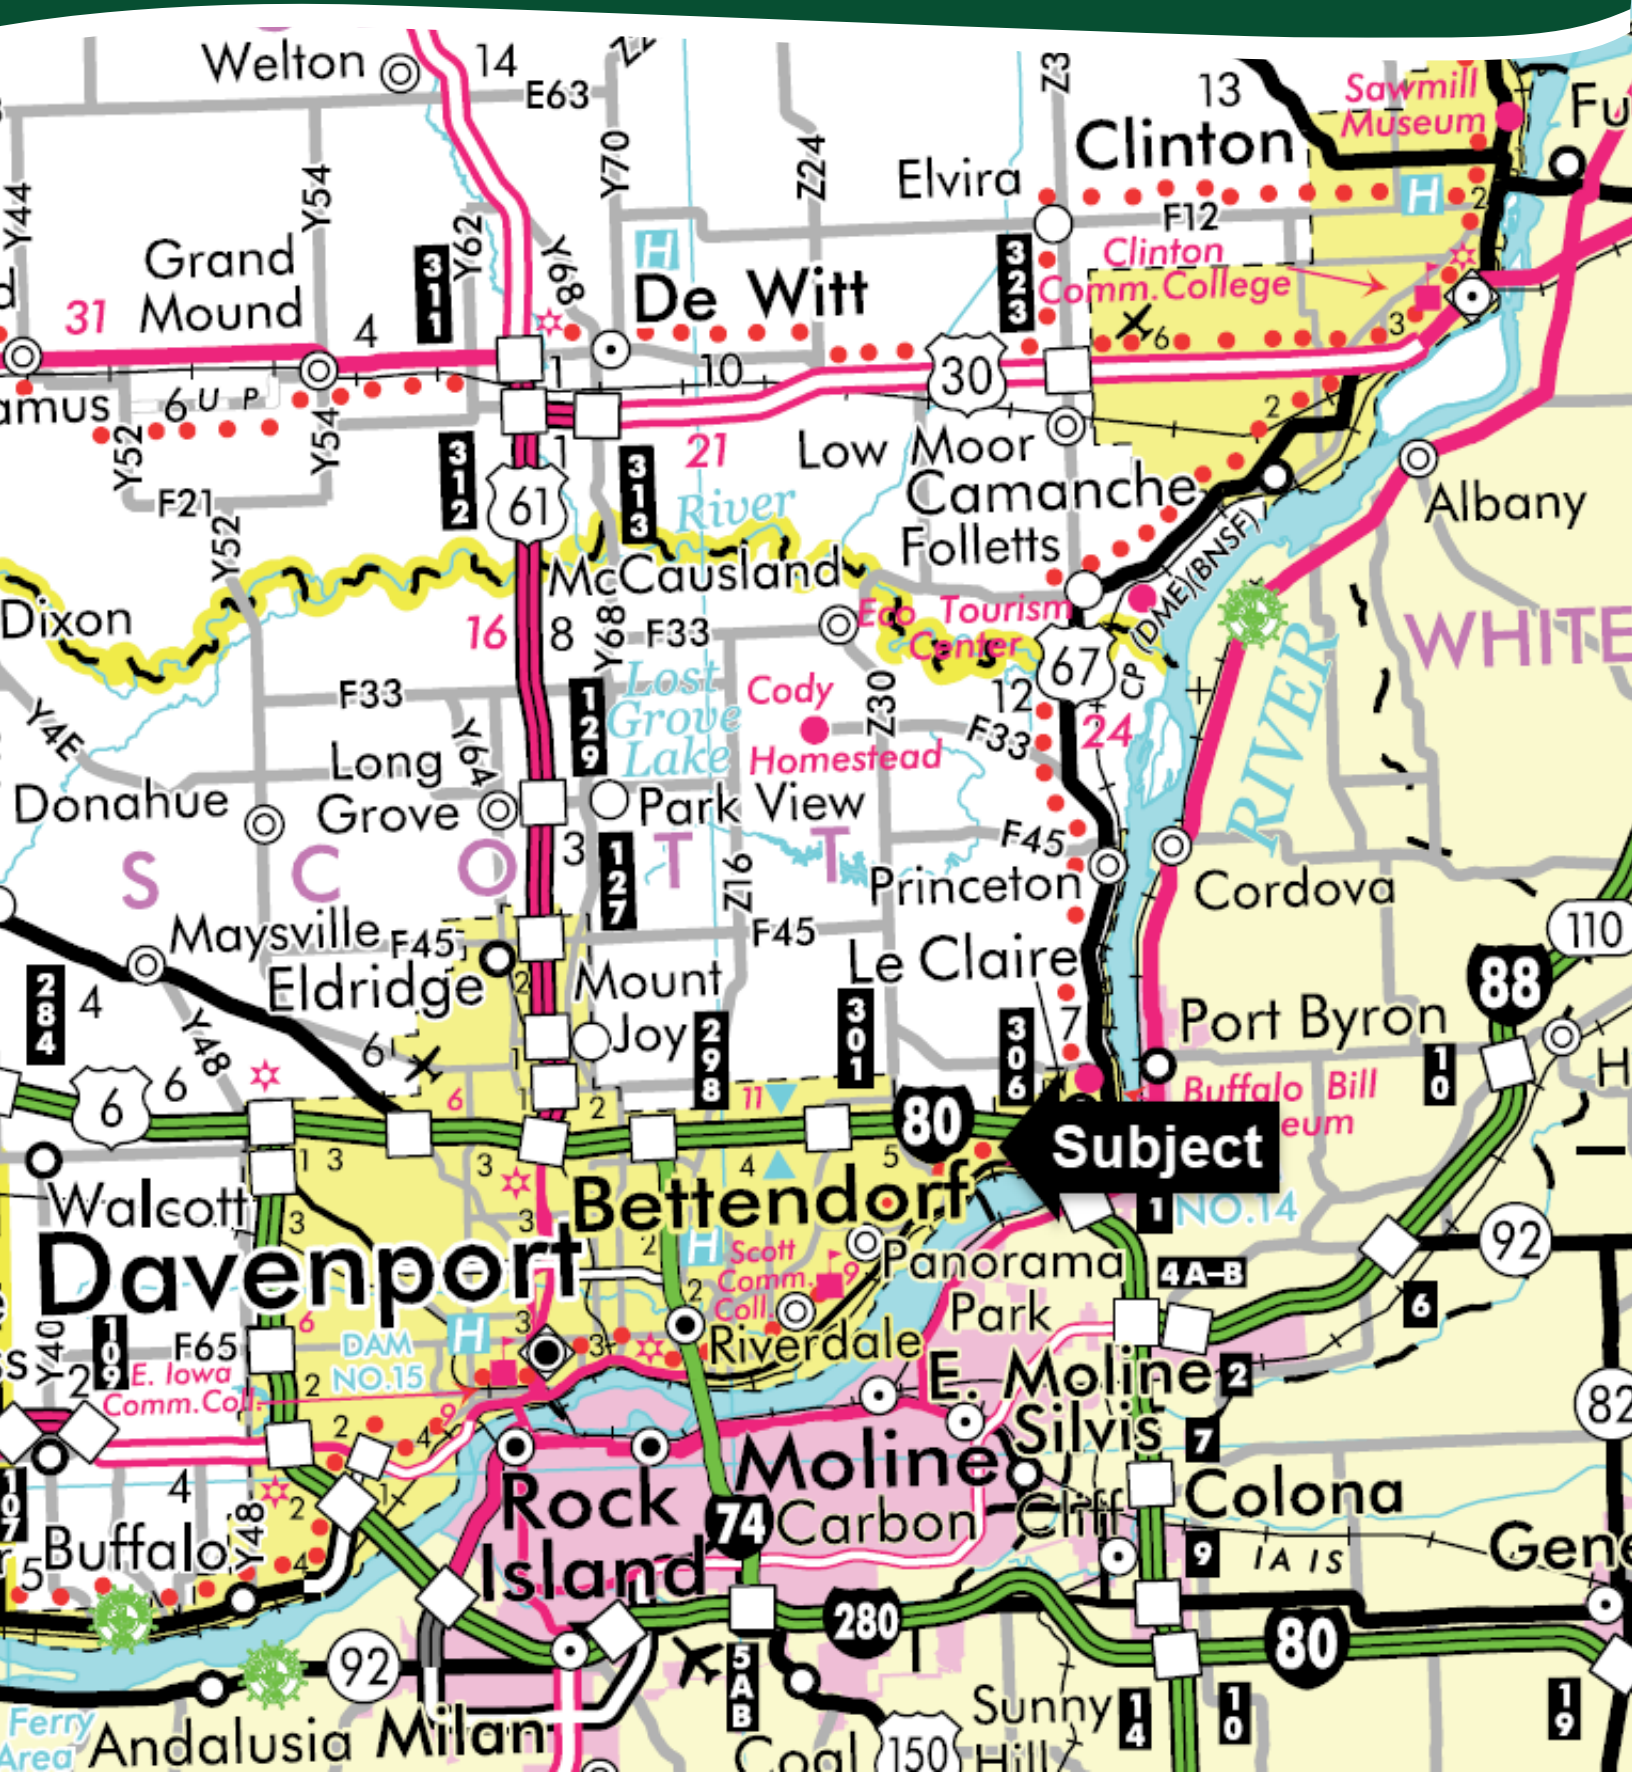 Welton
14
E63
Z3
13
Sawmill
Museum
Fu
Clinton
Y44
Y54
Y70
Z24
Elvira
H
2
F12
Grand
Mound
311
Y62
Y68
H
De Witt
323
Clinton
Comm.College
d
31
4
6
3
1
10
30
amus
6 U P
Y52
Y54
312
1
313
21
Low Moor
2
Camanche
F21
Y52
61
River
Folletts
Albany
(DME)(BNSF)
Dixon
McCausland
16
8
Y68
F33
Eco Tourism
Center
WHITE
67
CP
RIVER
F33
129
Lost
Grove
Lake
Cody
Homestead
Z30
12
F33
24
Y4E
Y64
Long
Grove
Donahue
Park View
F45
S C O T T
3
127
Z16
Princeton
Cordova
Maysville
F45
F45
Le Claire
110
284
4
Eldridge
2
Mount
Joy
298
301
306
7
88
Port Byron
10
Y48
6
H
6
6
6
1
2
11
80
Buffalo Bill
eum
Subject
1 3
3
4
5
Walcott
Bettendorf
1
NO.14
3
3
2
H
Scott
Comm.
Coll.
9
Panorama
Park
4A-B
92
Davenport
6
2
6
Y40
109
F65
DAM
NO.15
H
3
3
Riverdale
ss
2
E. Iowa
Comm.Coll.
2
E. Moline
2
82
9
2
4
Silvis
7
107
4
1
Moline
Rock
Island
74
Carbon
Cliff
Colona
2
Y48
r
Buffalo
5
4
9
IA IS
Gene
280
80
92
5AB
Ferry
Area
Andalusia
Milan
Coal
150
Sunny
Hill
14
10
19